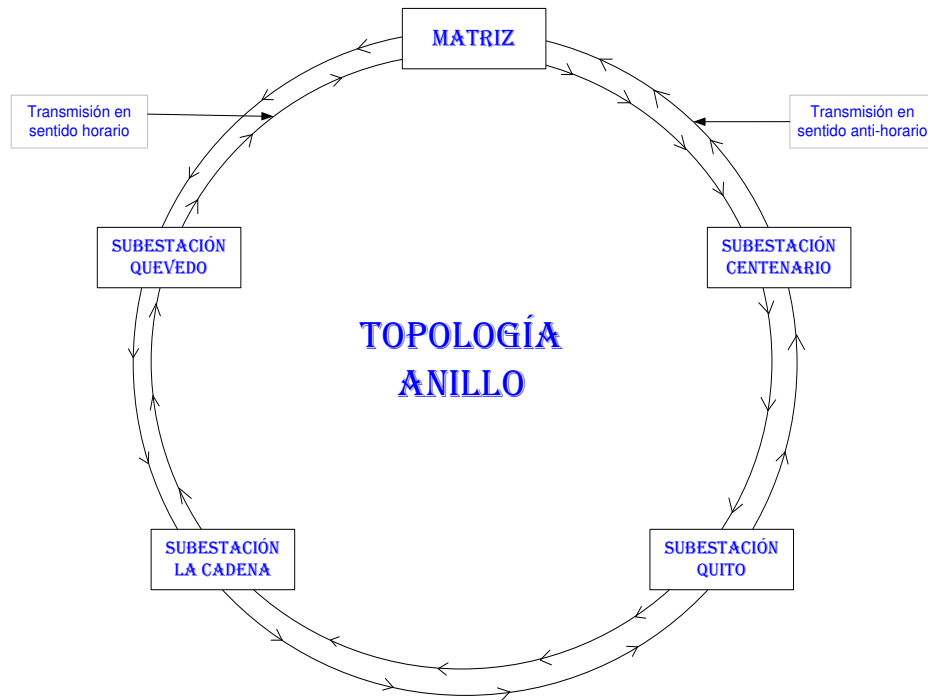 MATRIZ
Transmisión en
sentido horario
Transmisión en
sentido anti-horario
SUBESTACIÓN
QUEVEDO
SUBESTACIÓN
CENTENARIO
TOPOLOGÍA
ANILLO
SUBESTACIÓN
LA CADENA
SUBESTACIÓN
QUITO